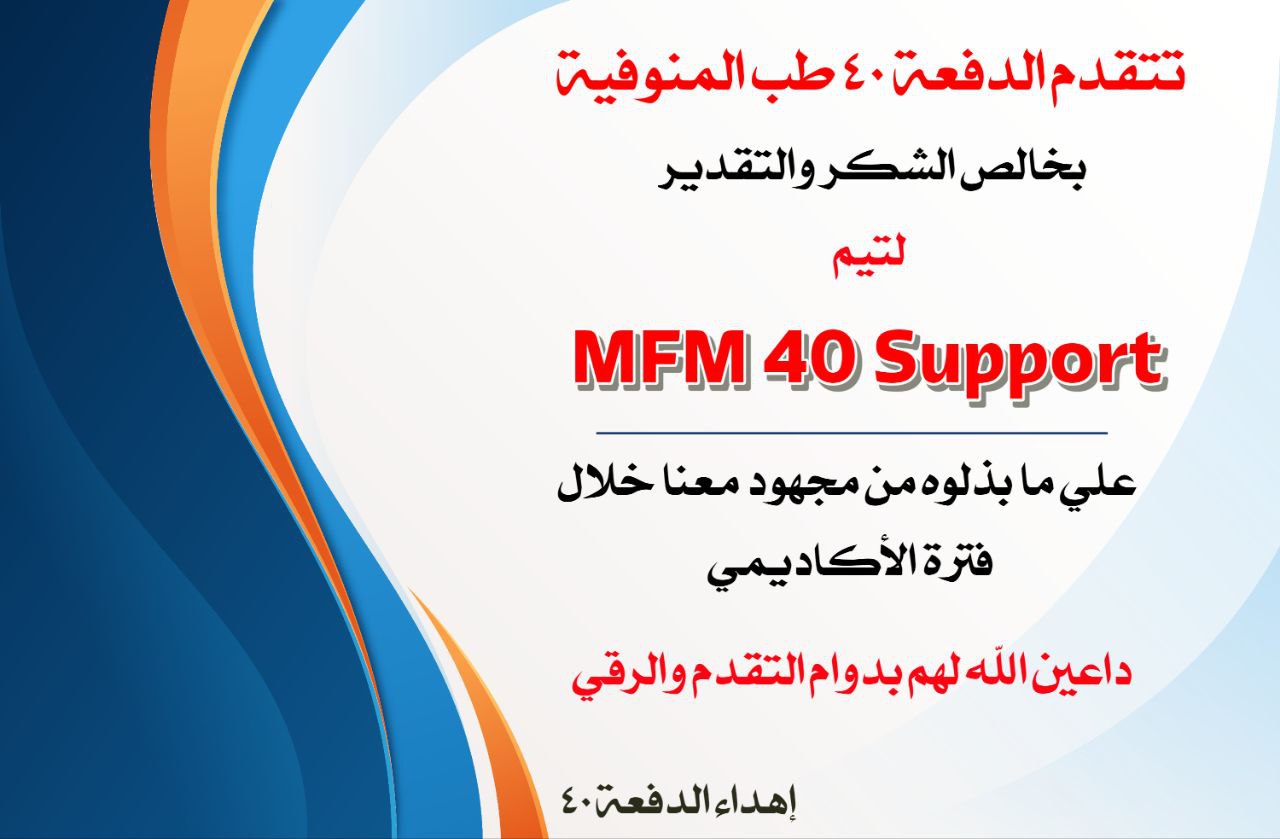 تتقدم الدفعة ٤٠ طب المنوفية
بخالص الشكر والتقدير
لتيم
MFM 40 Support
علي ما بذلوه من مجهود معنا خلال
فترة الأكاديمي
داعين الله لهم بدوام التقدم والرقي
إهداء الدفعة ٤٠